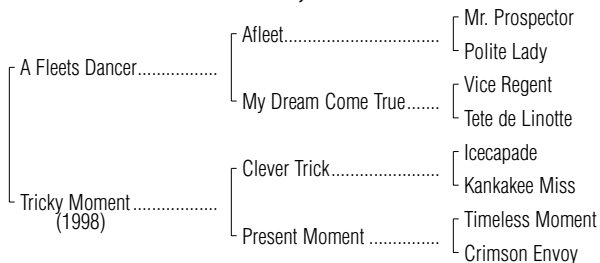 Mr. Prospector
Afleet
Polite Lady
A Fleets Dancer
Vice Regent
My Dream Come True
Tete de Linotte
Icecapade
Clever Trick
Kankakee Miss
Tricky Moment
(1998)
Timeless Moment
Present Moment
Crimson Envoy